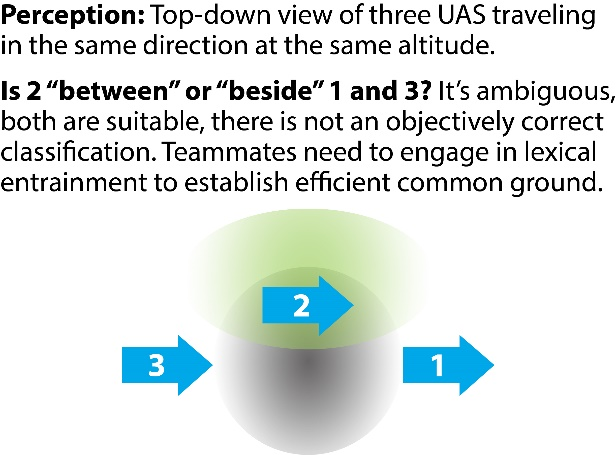 Perception: Top-down view of three UAS traveling
in the same direction at the same altitude.
Is 2 “between” or “beside” 1 and 3? It’s ambiguous,
both are suitable, there is not an objectively correct
classification. Teammates need to engage in lexical
entrainment to establish efficient common ground.
2
3
1